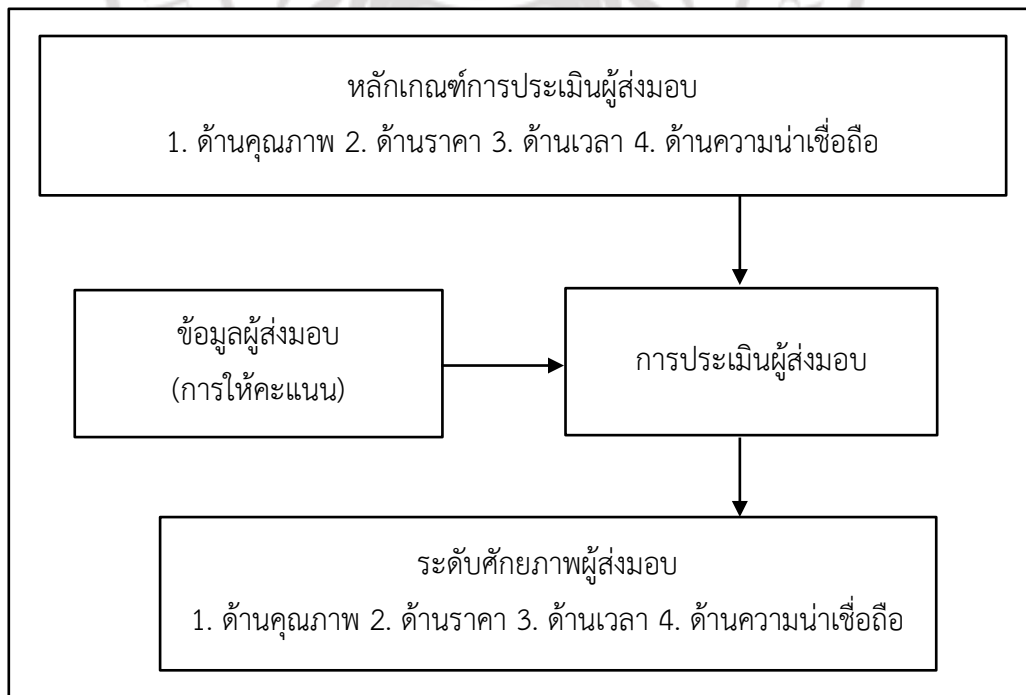 หลักเกณฑ์การประเมินผู้ส่งมอบ
1. ด้านคุณภาพ 2. ด้านราคา 3. ด้านเวลา 4. ด้านความน่าเชื่อถือ
ข้อมูลผู้ส่งมอบ
(การให้คะแนน)
การประเมินผู้ส่งมอบ
ระดับศักยภาพผู้ส่งมอบ
1. ด้านคุณภาพ 2. ด้านราคา 3. ด้านเวลา 4. ด้านความน่าเชื่อถือ